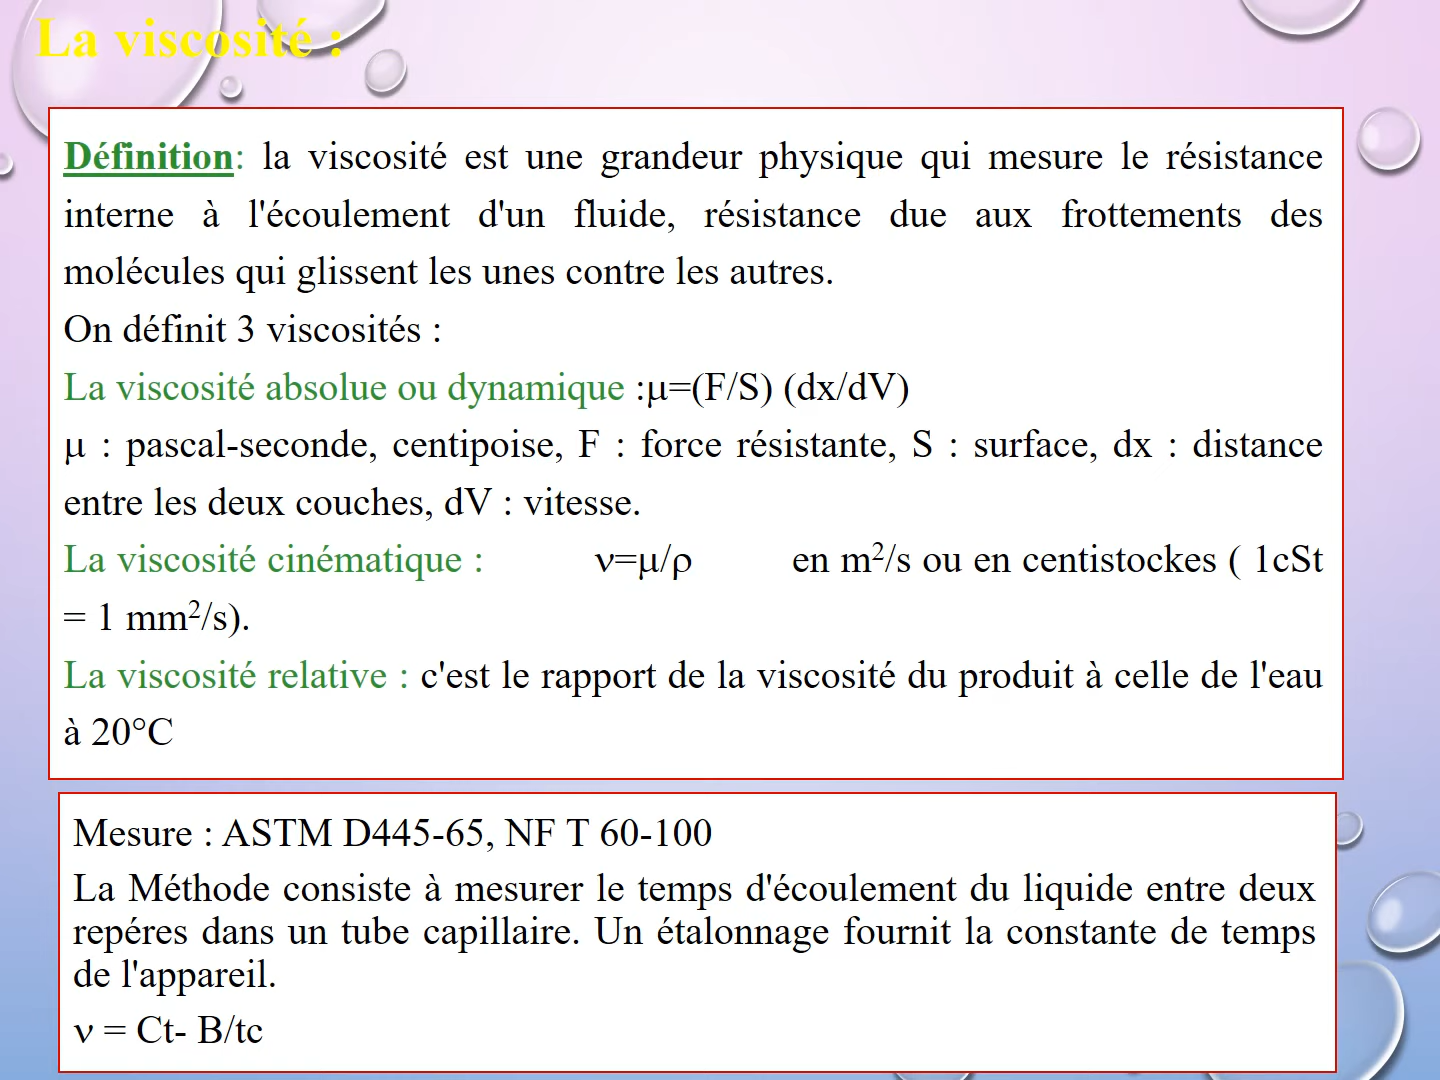 La viscosité :
Définition: la viscosité est une grandeur physique qui mesure le résistance
interne à l'écoulement d'un fluide, résistance due aux frottements des
molécules qui glissent les unes contre les autres.
On définit 3 viscosités :
La viscosité absolue ou dynamique :μ=(F/S) (dx/dV)
μ : pascal-seconde, centipoise, F : force résistante, S : surface, dx : distance
entre les deux couches, dV : vitesse.
La viscosité cinématique : ν=μ/ρ en m²/s ou en centistockes ( 1cSt
= 1 mm²/s).
La viscosité relative : c'est le rapport de la viscosité du produit à celle de l'eau
à 20°C
Mesure : ASTM D445-65, NF T 60-100
La Méthode consiste à mesurer le temps d'écoulement du liquide entre deux
repéres dans un tube capillaire. Un étalonnage fournit la constante de temps
de l'appareil.
ν = Ct- B/tc